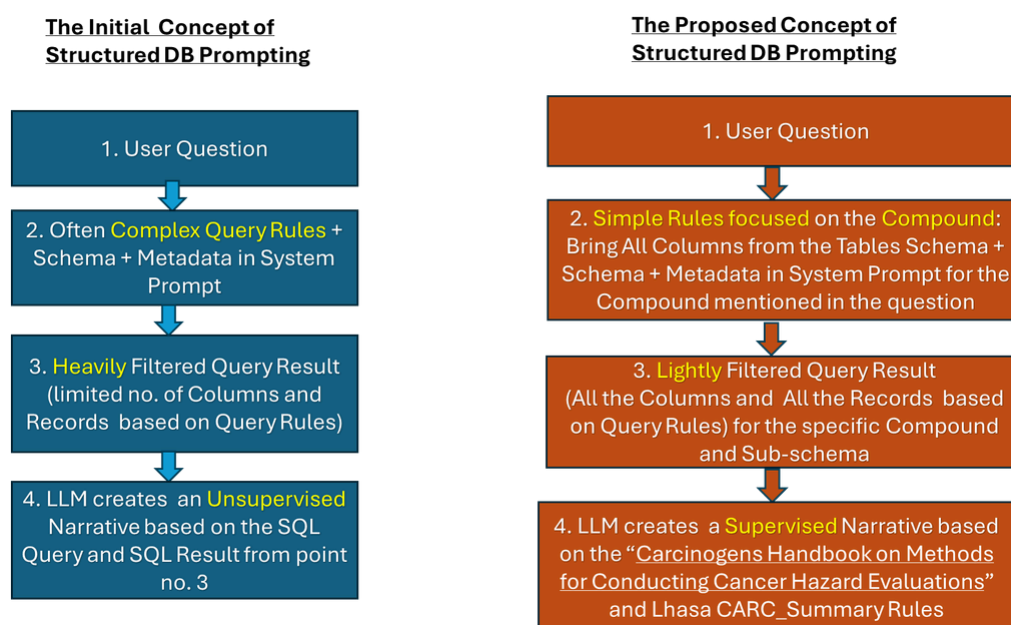 The Initial Concept of
Structured DB Prompting
1. User Question
2. Often Complex Query Rules +
Schema + Metadata in System
Prompt
3. Heavily Filtered Query Result
(limited no. of Columns and
Records based on Query Rules)
4. LLM creates an Unsupervised
Narrative based on the SQL
Query and SQL Result from point
no. 3
The Proposed Concept of
Structured DB Prompting
1. User Question
2. Simple Rules focused on the Compound:
Bring All Columns from the Tables Schema +
Schema + Metadata in System Prompt for the
Compound mentioned in the question
3. Lightly Filtered Query Result
(All the Columns and All the Records based
on Query Rules) for the specific Compound
and Sub-schema
4. LLM creates a Supervised Narrative based
on the “Carcinogens Handbook on Methods
for Conducting Cancer Hazard Evaluations”
and Lhasa CARC_Summary Rules